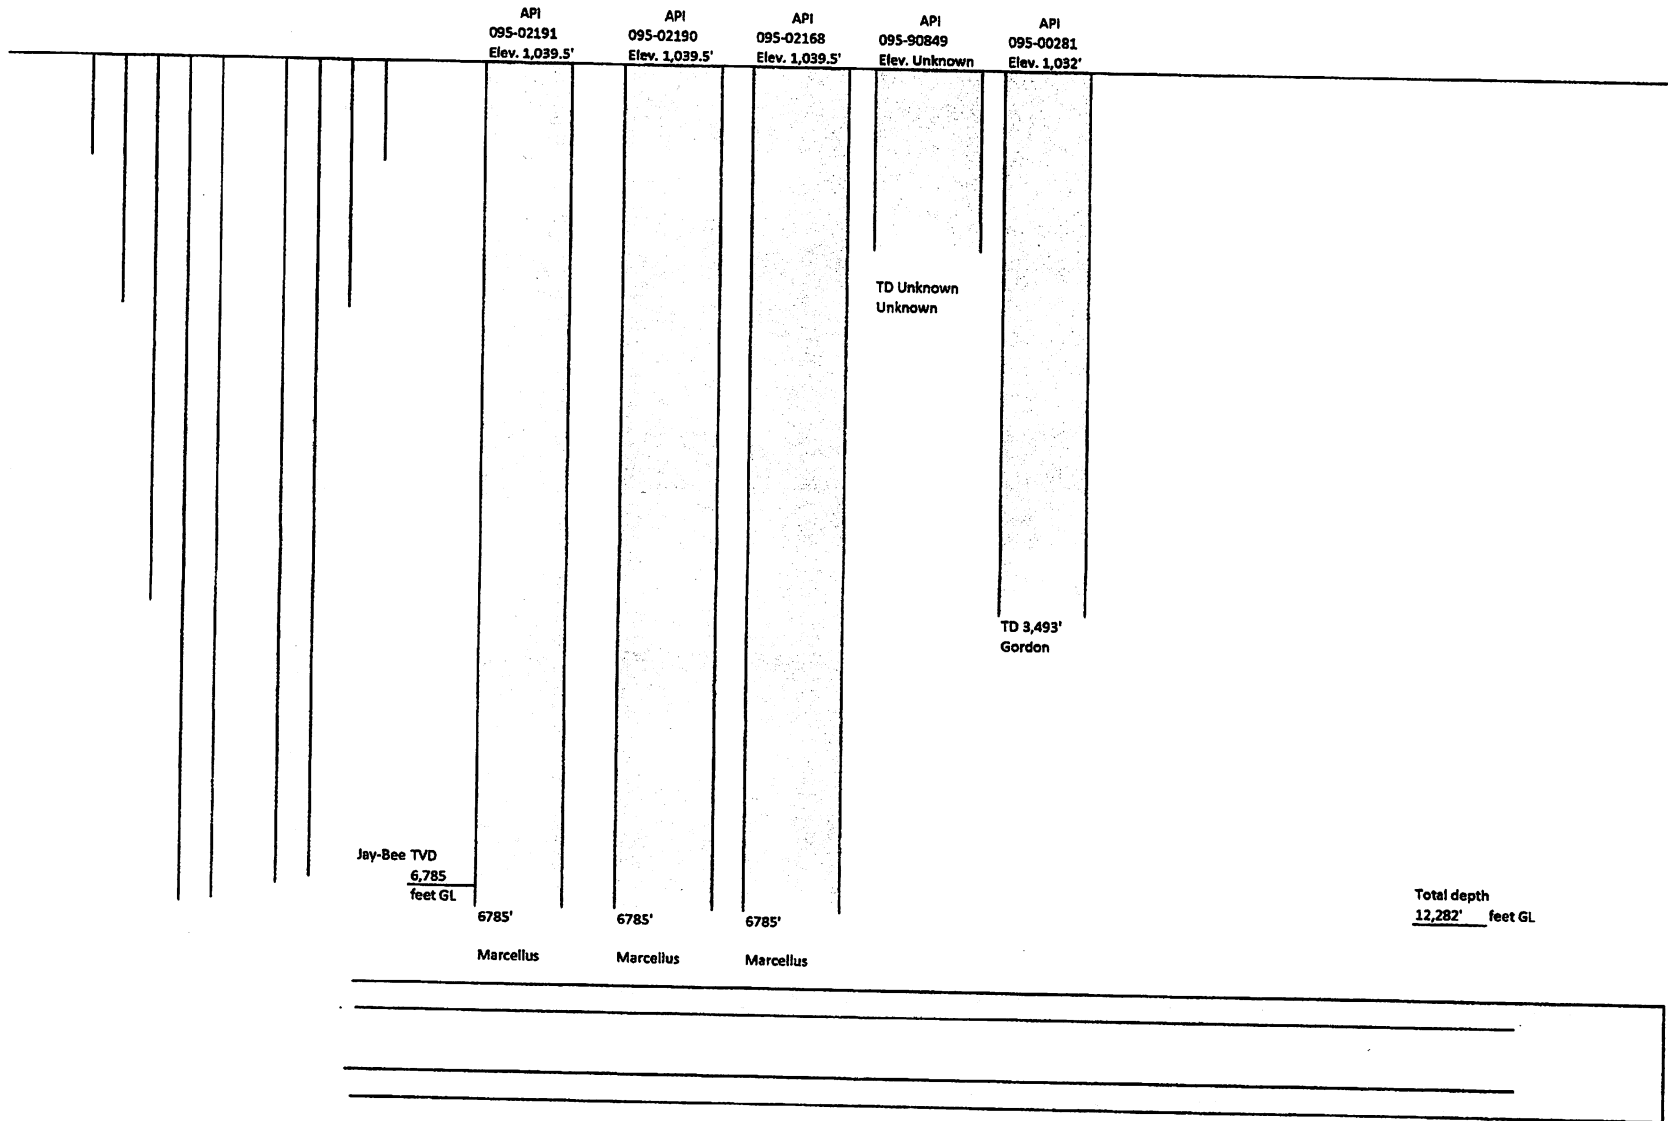 API
095-02191
Elev. 1,039.5'
API
095-02190
Elev. 1,039.5'
API
095-02168
Elev. 1,039.5'
API
095-90849
Elev. Unknown
API
095-00281
Elev. 1,032'
TD Unknown
Unknown
TD 3,493'
Gordon
Jay-Bee TVD
6,785
feet GL
6785'
Marcellus
6785'
Marcellus
6785'
Marcellus
Total depth
12,282' feet GL